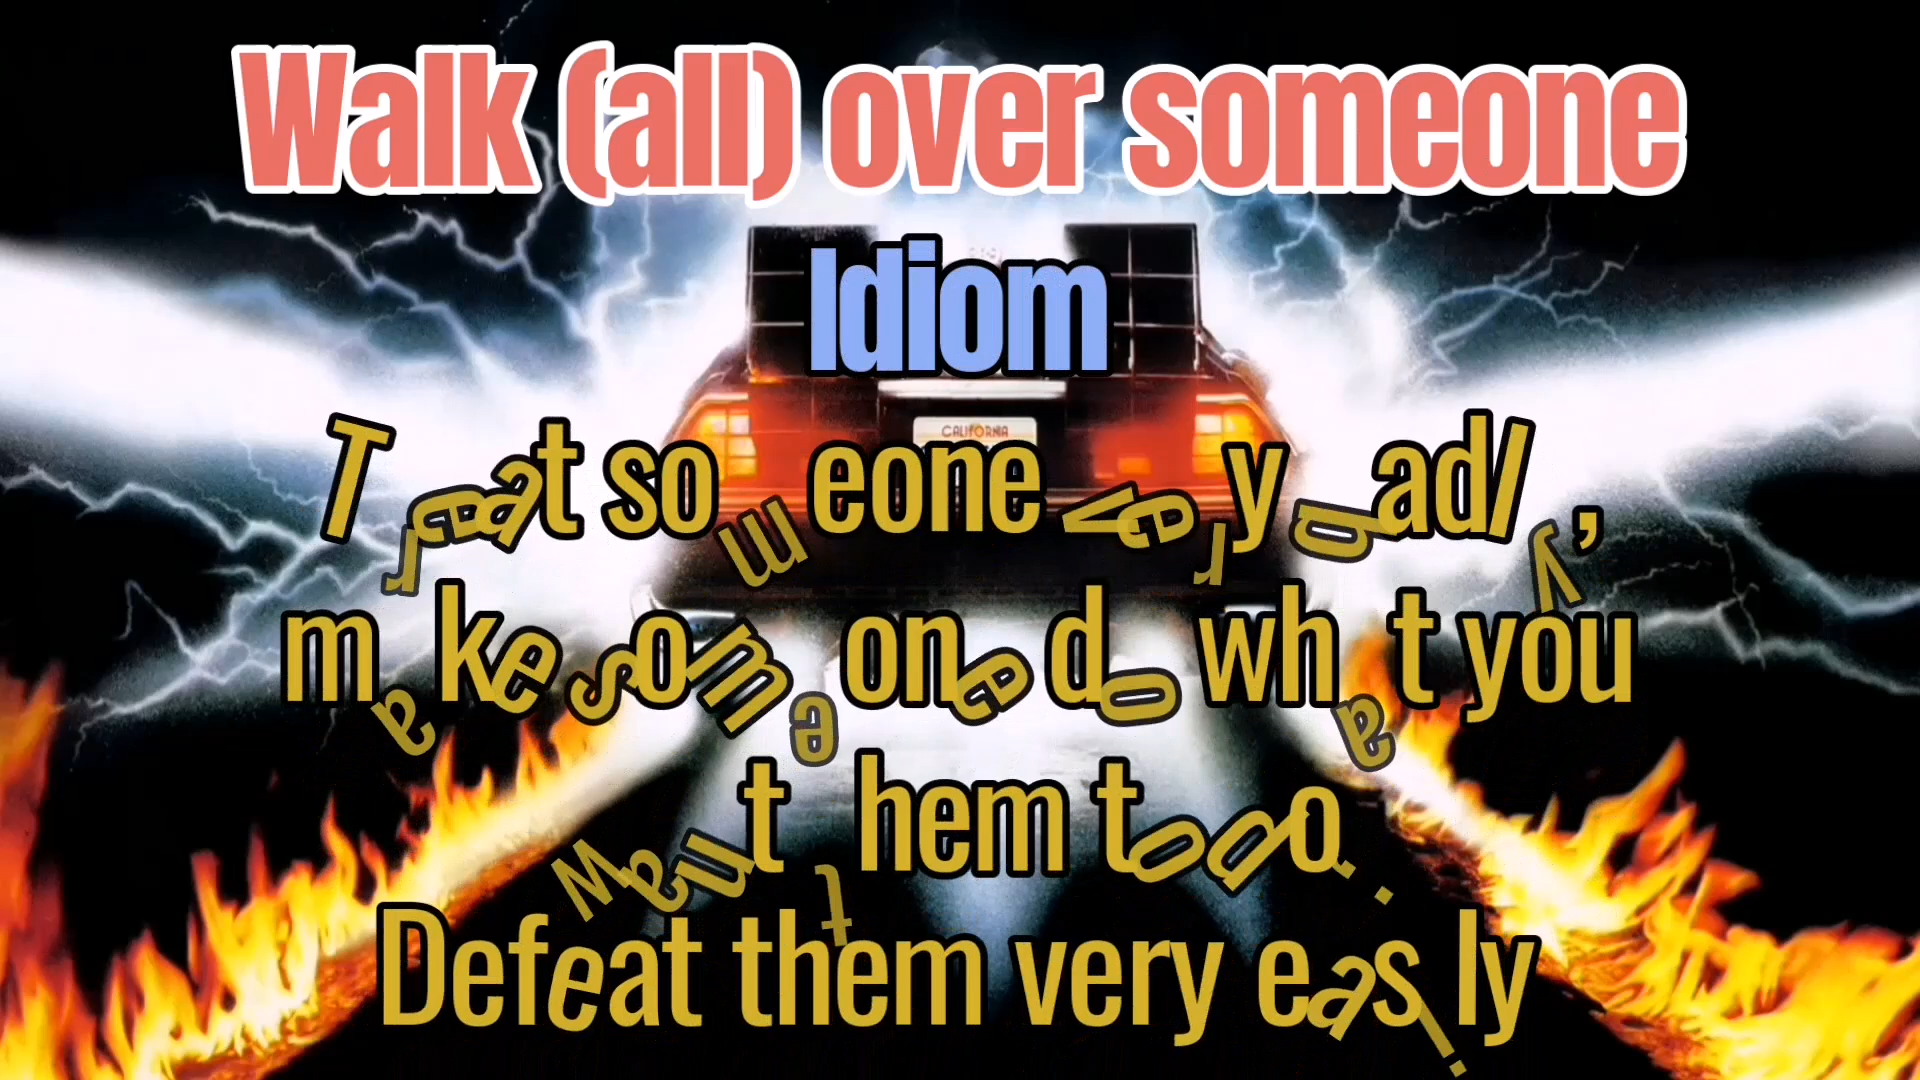 Walk (all) over someone
Idiom
CALIFORNIA
Treat someone very badly,
make someone do what you
want them to do.
Defeat them very easily